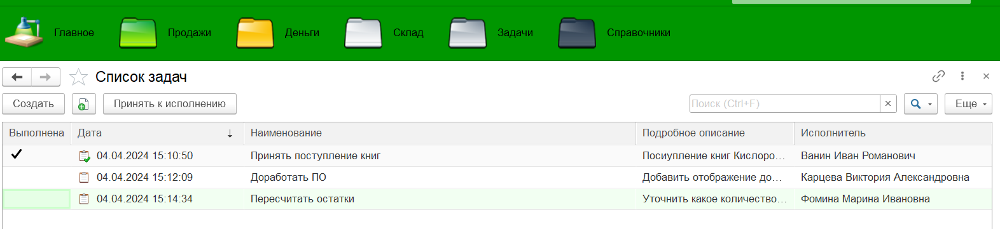 Главное Продажи Деньги Склад Задачи Справочники
Список задач
Создать Принять к исполнению Поиск (Ctrl+F) Еще
Выполнена Дата Наименование Подробное описание Исполнитель
04.04.2024 15:10:50 Принять поступление книг Посиупление книг Кислоро... Ванин Иван Романович
04.04.2024 15:12:09 Доработать ПО Добавить отображение до... Карцева Виктория Александровна
04.04.2024 15:14:34 Пересчитать остатки Уточнить какое количество... Фомина Марина Ивановна